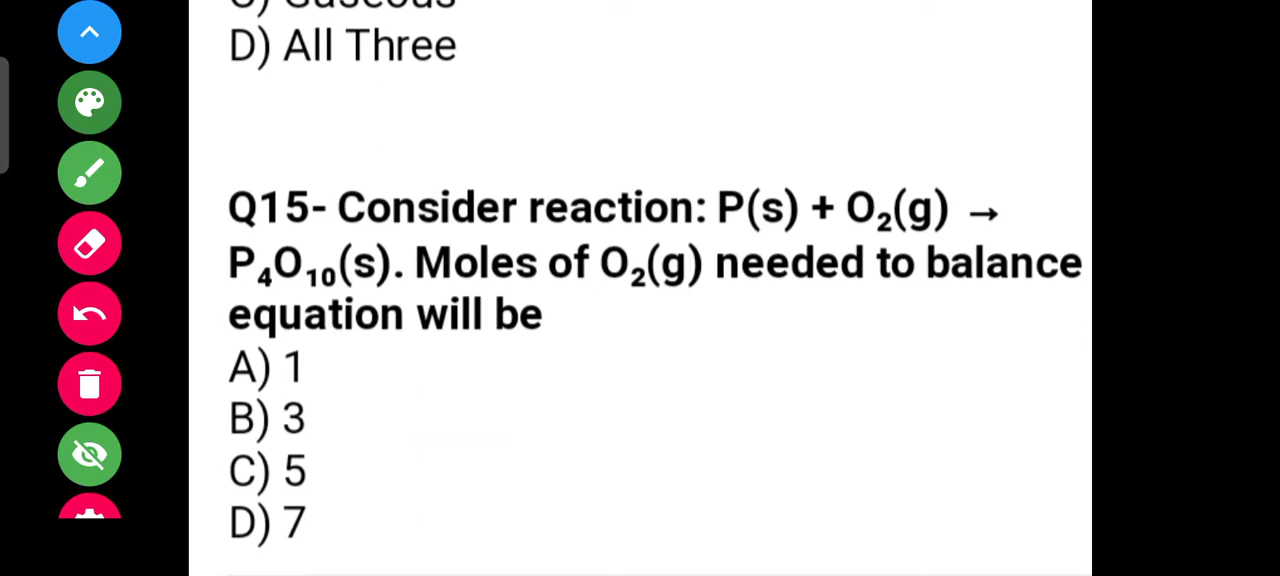 C) Gaseous
D) All Three
Q15- Consider reaction: P(s) + O₂(g) →
P₄O₁₀(s). Moles of O₂(g) needed to balance
equation will be
A) 1
B) 3
C) 5
D) 7